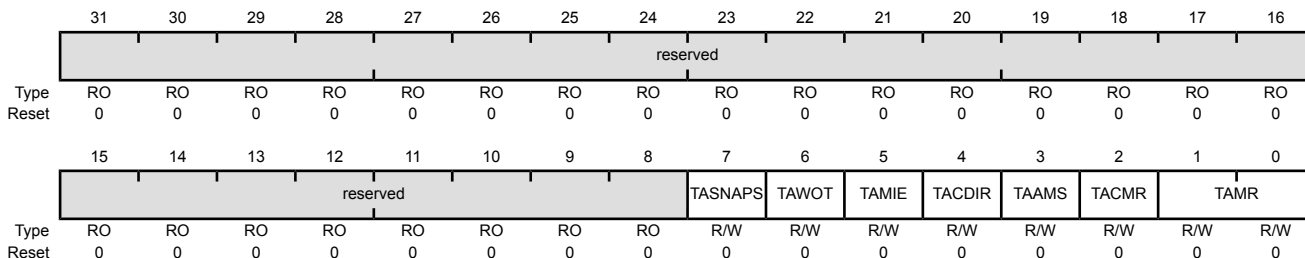 31 30 29 28 27 26 25 24 23 22 21 20 19 18 17 16
reserved
Type RO RO RO RO RO RO RO RO RO RO RO RO RO RO RO RO
Reset 0 0 0 0 0 0 0 0 0 0 0 0 0 0 0 0
15 14 13 12 11 10 9 8 7 6 5 4 3 2 1 0
reserved TASNAPS TAWOT TAMIE TACDIR TAAMS TACMR TAMR
Type RO RO RO RO RO RO RO RO R/W R/W R/W R/W R/W R/W R/W R/W
Reset 0 0 0 0 0 0 0 0 0 0 0 0 0 0 0 0